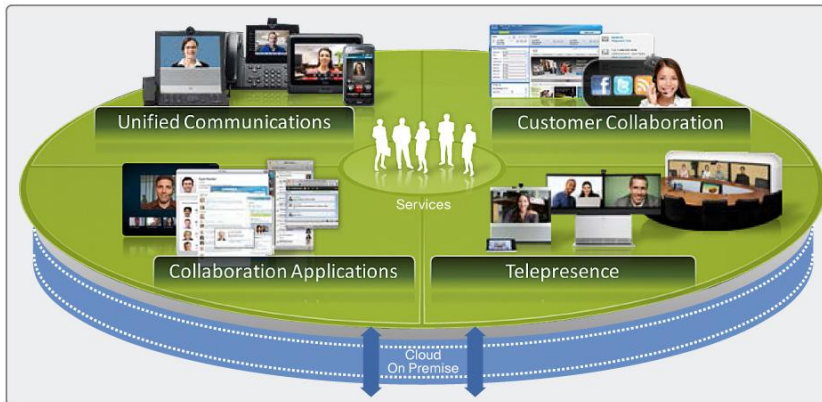 Unified Communications
Customer Collaboration
Services
Collaboration Applications
Telepresence
Cloud
On Premise